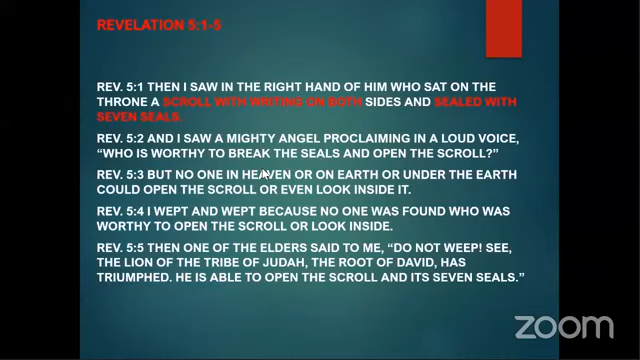 REVELATION 5:1-5
REV. 5:1 THEN I SAW IN THE RIGHT HAND OF HIM WHO SAT ON THE
THRONE A SCROLL WITH WRITING ON BOTH SIDES AND SEALED WITH
SEVEN SEALS.
REV. 5:2 AND I SAW A MIGHTY ANGEL PROCLAIMING IN A LOUD VOICE,
“WHO IS WORTHY TO BREAK THE SEALS AND OPEN THE SCROLL?”
REV. 5:3 BUT NO ONE IN HEAVEN OR ON EARTH OR UNDER THE EARTH
COULD OPEN THE SCROLL OR EVEN LOOK INSIDE IT.
REV. 5:4 I WEPT AND WEPT BECAUSE NO ONE WAS FOUND WHO WAS
WORTHY TO OPEN THE SCROLL OR LOOK INSIDE.
REV. 5:5 THEN ONE OF THE ELDERS SAID TO ME, “DO NOT WEEP! SEE,
THE LION OF THE TRIBE OF JUDAH, THE ROOT OF DAVID, HAS
TRIUMPHED. HE IS ABLE TO OPEN THE SCROLL AND ITS SEVEN SEALS.”
zoom